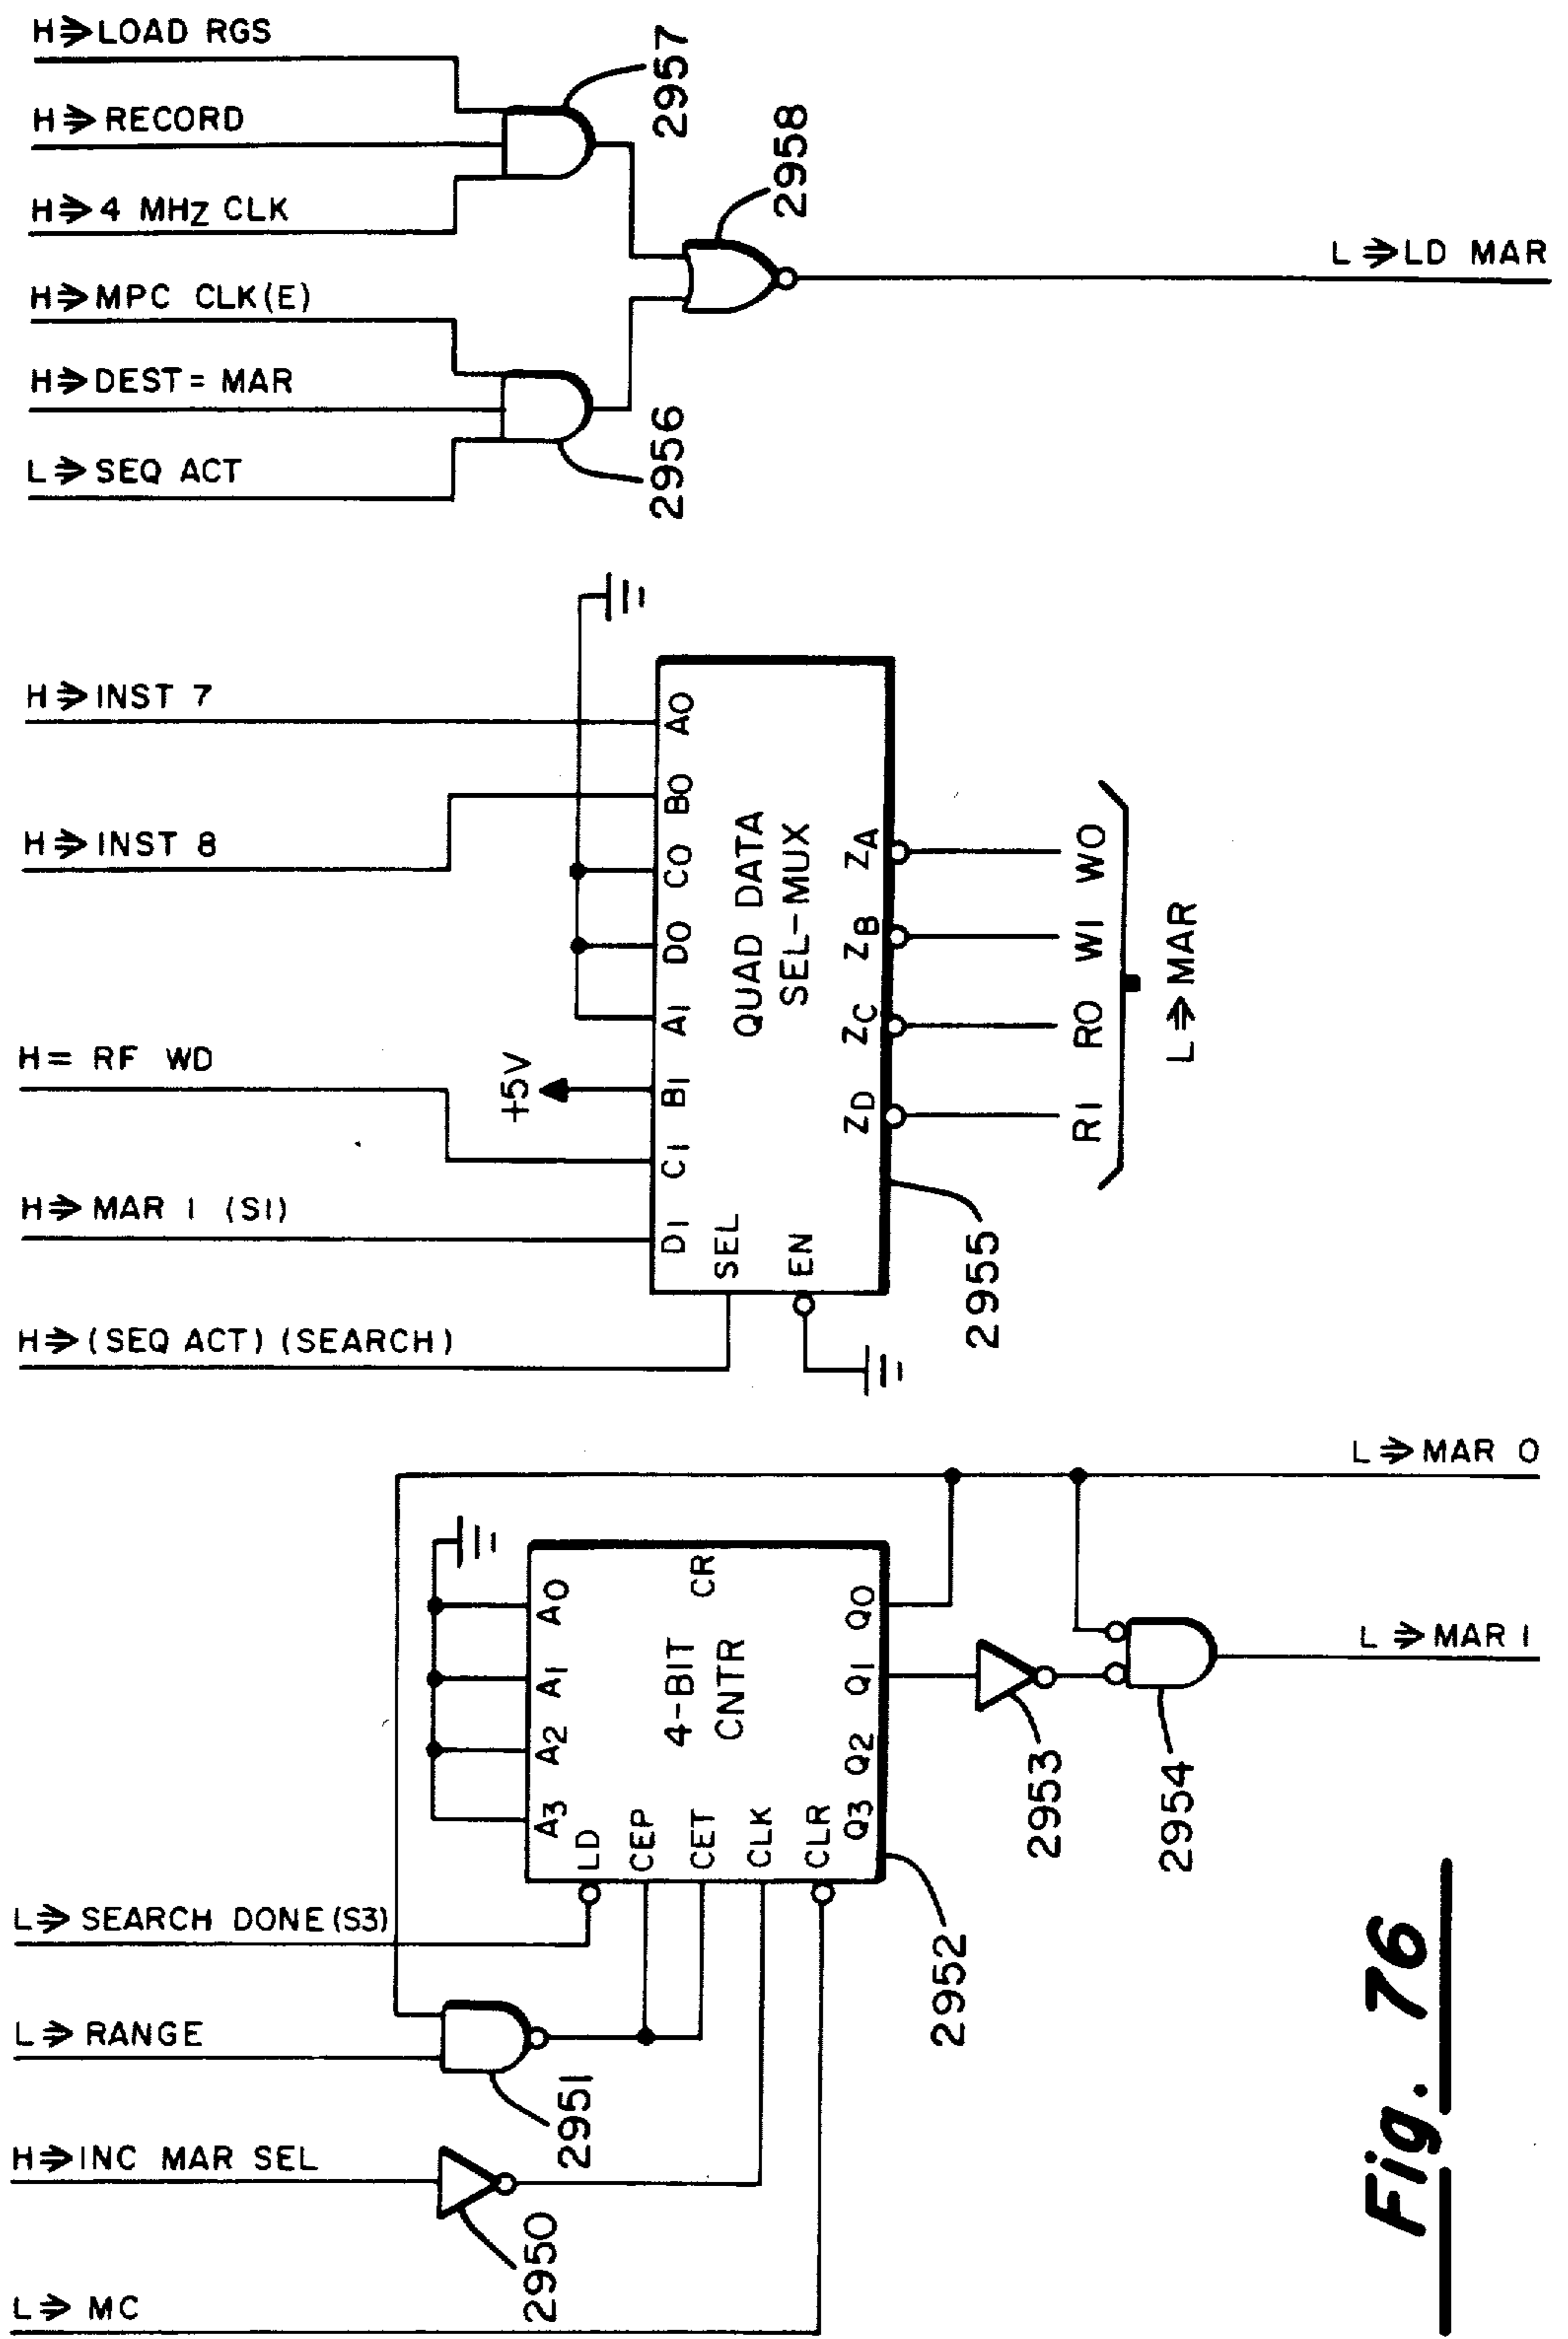 H⇒LOAD RGS
H⇒RECORD
H⇒4 MHZ CLK
2957
2958
L⇒LD MAR
H⇒MPC CLK(E)
H⇒DEST= MAR
L⇒SEQ ACT
2956
H⇒INST 7
H⇒INST 8
H= RF WD
H⇒MAR 1 (S1)
H⇒(SEQ ACT) (SEARCH)
+5V
A0
B0
C0
D0
A1
B1
C1
D1
SEL
EN
QUAD DATA
SEL-MUX
ZA
ZB
ZC
ZD
W0
W1
R0
R1
L⇒MAR
2955
L⇒MAR 0
L⇒MAR 1
A0
A1
A2
A3
LD
CEP
CET
CLK
CLR
CR
4-BIT
CNTR
Q0
Q1
Q2
Q3
2952
2953
2954
L⇒SEARCH DONE(S3)
L⇒RANGE
2951
H⇒INC MAR SEL
2950
L⇒MC
Fig. 76